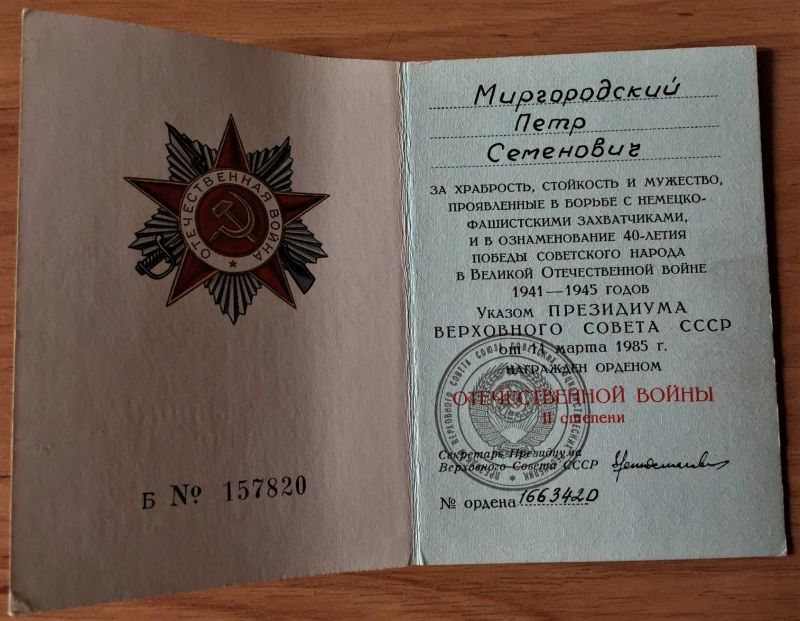 ОТЕЧЕСТВЕННАЯ ВОЙНА
Б № 157820
Миргородский
Петр
Семенович
ЗА ХРАБРОСТЬ, СТОЙКОСТЬ И МУЖЕСТВО,
ПРОЯВЛЕННЫЕ В БОРЬБЕ С НЕМЕЦКО-
ФАШИСТСКИМИ ЗАХВАТЧИКАМИ,
И В ОЗНАМЕНОВАНИЕ 40-ЛЕТИЯ
ПОБЕДЫ СОВЕТСКОГО НАРОДА
В ВЕЛИКОЙ ОТЕЧЕСТВЕННОЙ ВОЙНЕ
1941—1945 ГОДОВ
УКАЗОМ ПРЕЗИДИУМА
ВЕРХОВНОГО СОВЕТА СССР
от 11 марта 1985 г.
НАГРАЖДЕН ОРДЕНОМ
ОТЕЧЕСТВЕННОЙ ВОЙНЫ
II степени
Секретарь Президиума
Верховного Совета СССР
№ ордена 1663420